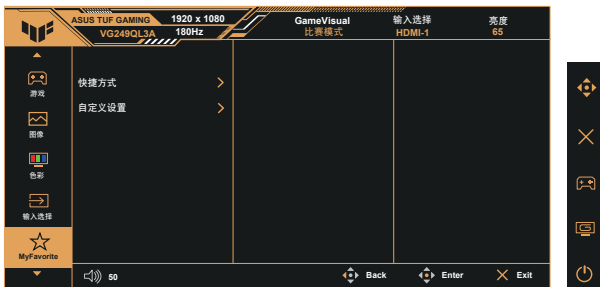 ASUS TUF GAMING 1920 x 1080
VG249QL3A 180Hz
GameVisual
比赛模式
输入选择
HDMI-1
亮度
65
游戏
图像
色彩
输入选择
MyFavorite
快捷方式
自定义设置
50
Back
Enter
Exit